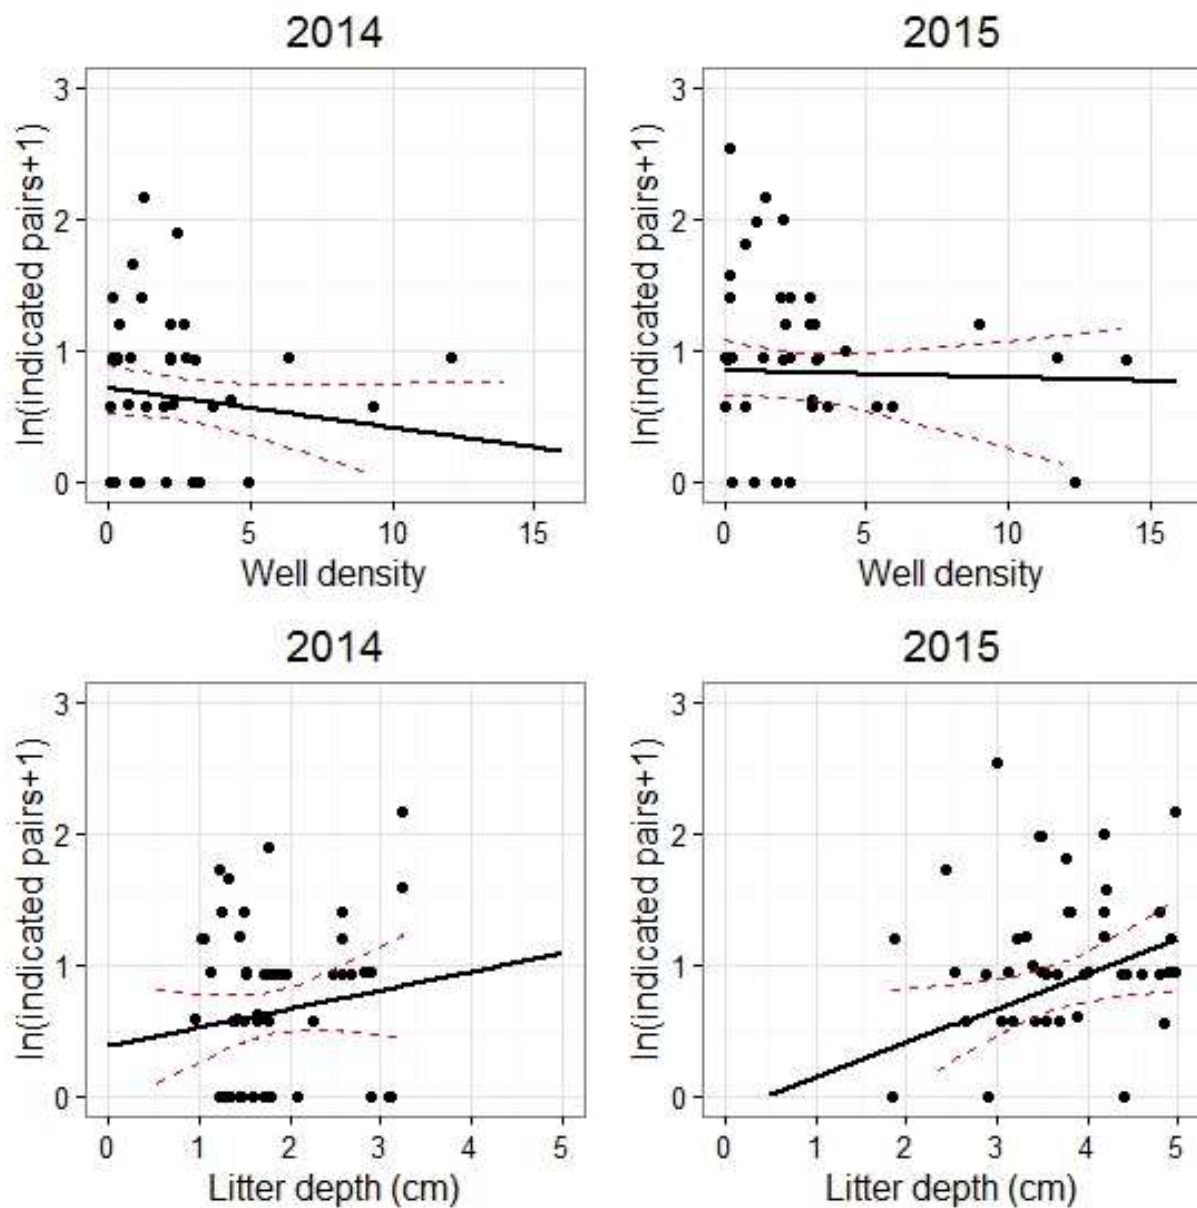 2014 2015
3 3
2 2
1 1
0 0
ln(indicated pairs+1) ln(indicated pairs+1)
0 5 10 15 0 5 10 15
Well density Well density
2014 2015
3 3
2 2
1 1
0 0
ln(indicated pairs+1) ln(indicated pairs+1)
0 1 2 3 4 5 0 1 2 3 4 5
Litter depth (cm) Litter depth (cm)